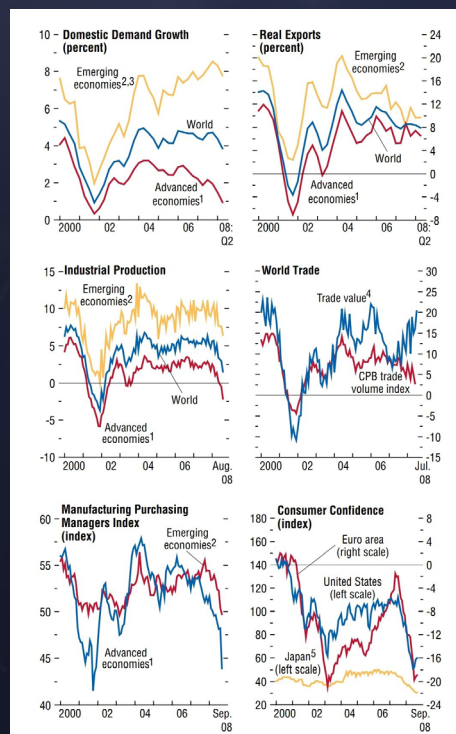 Domestic Demand Growth
(percent)
10
8
6
4
2
0
Emerging
economies2,3
World
Advanced
economies1
2000 02 04 06 08:
Q2
Real Exports
(percent)
24
20
16
12
8
4
0
-4
-8
Emerging
economies2
World
Advanced
economies1
2000 02 04 06 08:
Q2
Industrial Production
15
10
5
0
-5
-10
Emerging
economies2
World
Advanced
economies1
2000 02 04 06 Aug.
08
World Trade
30
25
20
15
10
5
0
-5
-10
-15
Trade value4
CPB trade
volume index
2000 02 04 06 Jul.
08
Manufacturing Purchasing
Managers Index
(index)
60
55
50
45
40
Emerging
economies2
Advanced
economies1
2000 02 04 06 Sep.
08
Consumer Confidence
(index)
180
160
140
120
100
80
60
40
20
8
4
0
-4
-8
-12
-16
-20
-24
Euro area
(right scale)
United States
(left scale)
Japan5
(left scale)
2000 02 04 06 Sep.
08